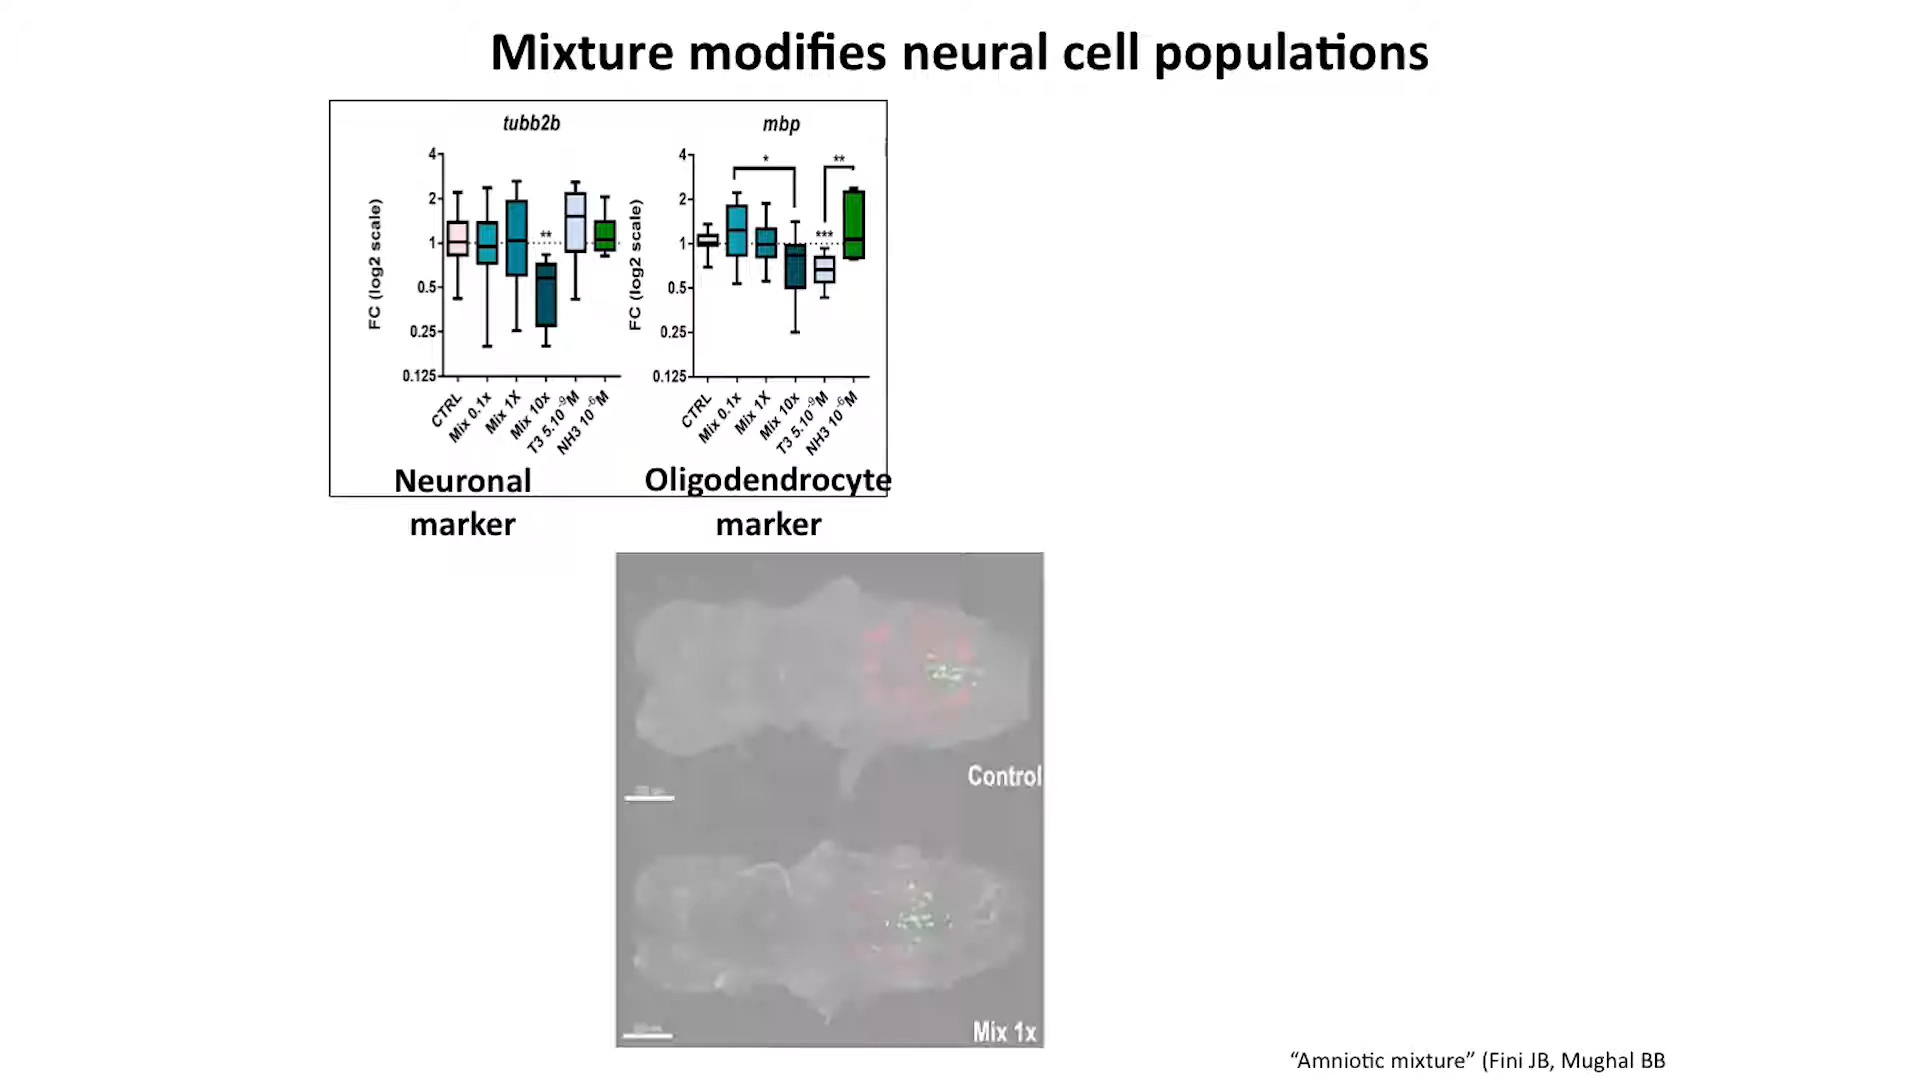 Mixture modifies neural cell populations
tubb2b
FC (log2 scale)
4
2
1
0.5
0.25
0.125
**
CTRL
Mix 0.1x
Mix 1X
Mix 10x
T3 5.10⁻⁹M
NH3 10⁻⁶M
Neuronal
marker
mbp
FC (log2 scale)
4
2
1
0.5
0.25
0.125
*
***
**
CTRL
Mix 0.1x
Mix 1X
Mix 10x
T3 5.10⁻⁹M
NH3 10⁻⁶M
Oligodendrocyte
marker
Control
Mix 1x
“Amniotic mixture” (Fini JB, Mughal BB